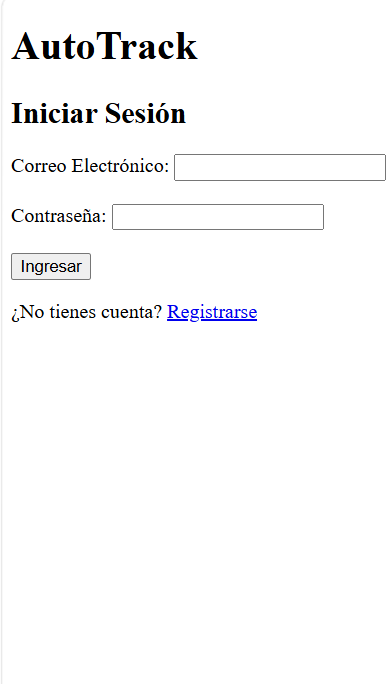 AutoTrack
Iniciar Sesión
Correo Electrónico:
Contraseña:
Ingresar
¿No tienes cuenta? Registrarse